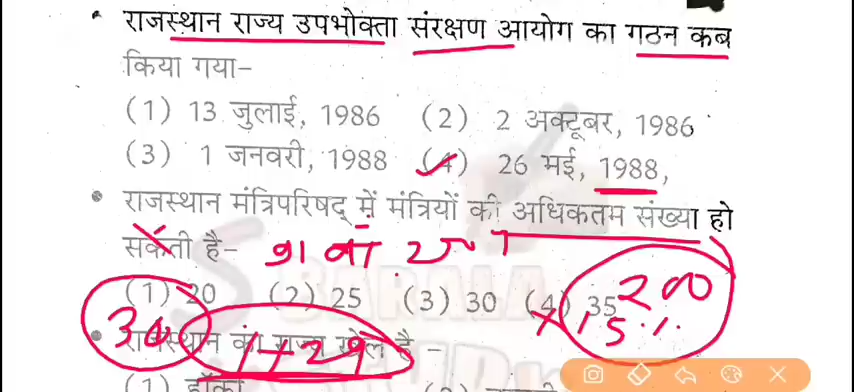 • राजस्थान राज्य उपभोक्ता संरक्षण आयोग का गठन कब
किया गया–
(1) 13 जुलाई, 1986 (2) 2 अक्टूबर, 1986
(3) 1 जनवरी, 1988 (4) 26 मई, 1988,
• राजस्थान मंत्रिपरिषद् में मंत्रियों की अधिकतम संख्या हो
सकती है–
91 वां
(1) 20 (2) 25 (3) 30 (4) 35
200
× 15%
30
1+29
• राजस्थान का राज्य खेल है –
(1) हॉकी